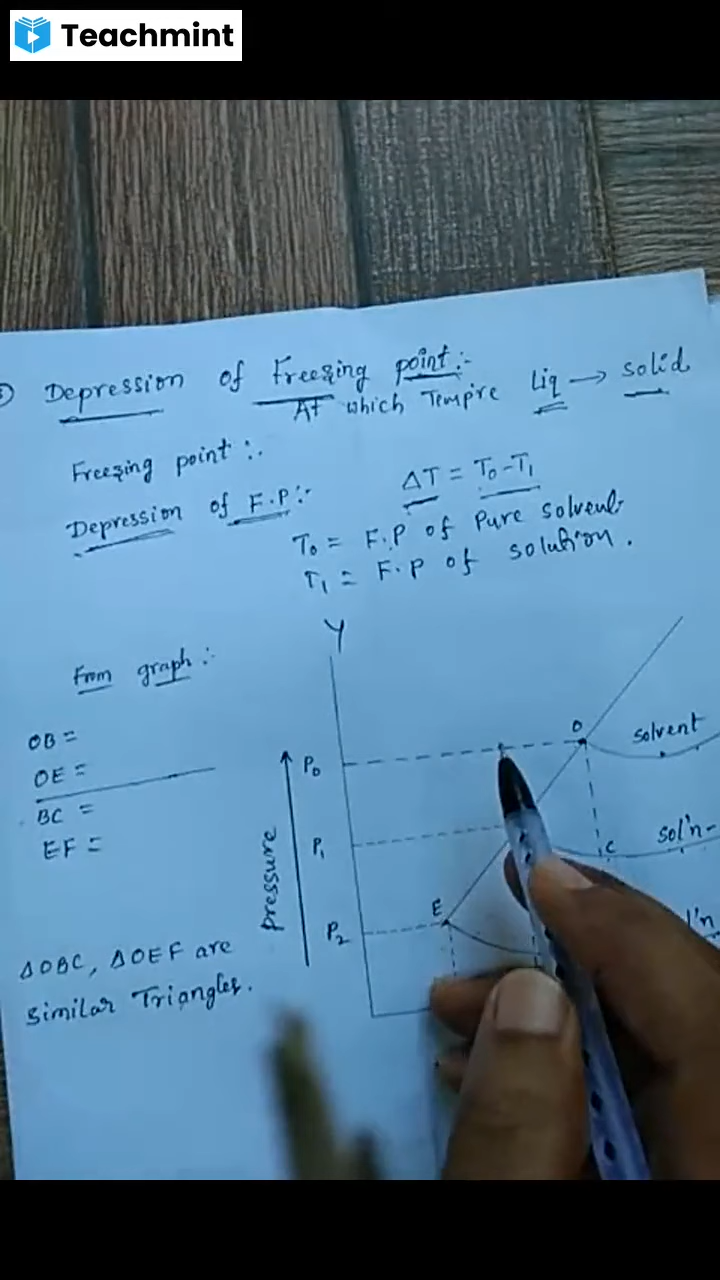 Teachmint
Depression of Freezing point :-
At which Tempre Liq → solid
Freezing point :.
Depression of F.P :-
ΔT = T₀-T₁
T₀ = F.P of Pure solvent
T₁ = F.P of solution .
From graph :.
OB =
OE =
BC =
EF =
ΔOBC, ΔOEF are
similar Triangles.
Y
pressure
P₀
P₁
P₂
O
solvent
C
sol'n-
E
l'n